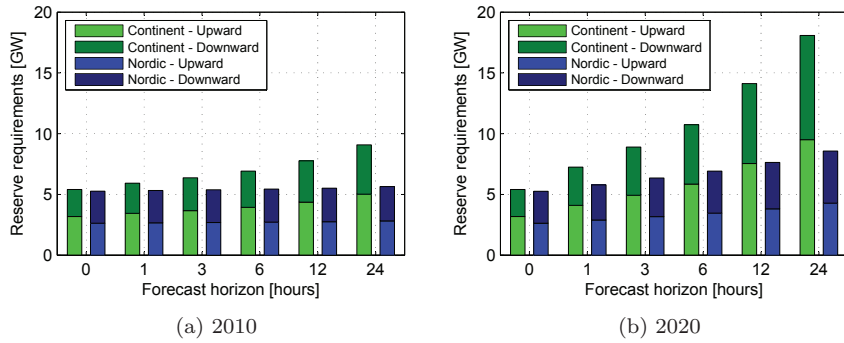 20
15
10
5
0
Reserve requirements [GW]
Continent - Upward
Continent - Downward
Nordic - Upward
Nordic - Downward
0 1 3 6 12 24
Forecast horizon [hours]
(a) 2010
20
15
10
5
0
Reserve requirements [GW]
Continent - Upward
Continent - Downward
Nordic - Upward
Nordic - Downward
0 1 3 6 12 24
Forecast horizon [hours]
(b) 2020